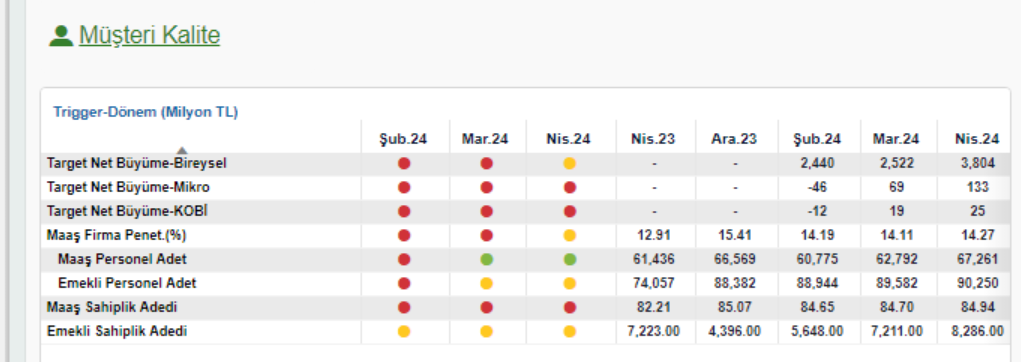 Müşteri Kalite
Trigger-Dönem (Milyon TL)
Şub.24 Mar.24 Nis.24 Nis.23 Ara.23 Şub.24 Mar.24 Nis.24
Target Net Büyüme-Bireysel - - 2,440 2,522 3,804
Target Net Büyüme-Mikro - - -46 69 133
Target Net Büyüme-KOBİ - - -12 19 25
Maaş Firma Penet.(%) 12.91 15.41 14.19 14.11 14.27
Maaş Personel Adet 61,436 66,569 60,775 62,792 67,261
Emekli Personel Adet 74,057 88,382 88,944 89,582 90,250
Maaş Sahiplik Adedi 82.21 85.07 84.65 84.70 84.94
Emekli Sahiplik Adedi 7,223.00 4,396.00 5,648.00 7,211.00 8,286.00